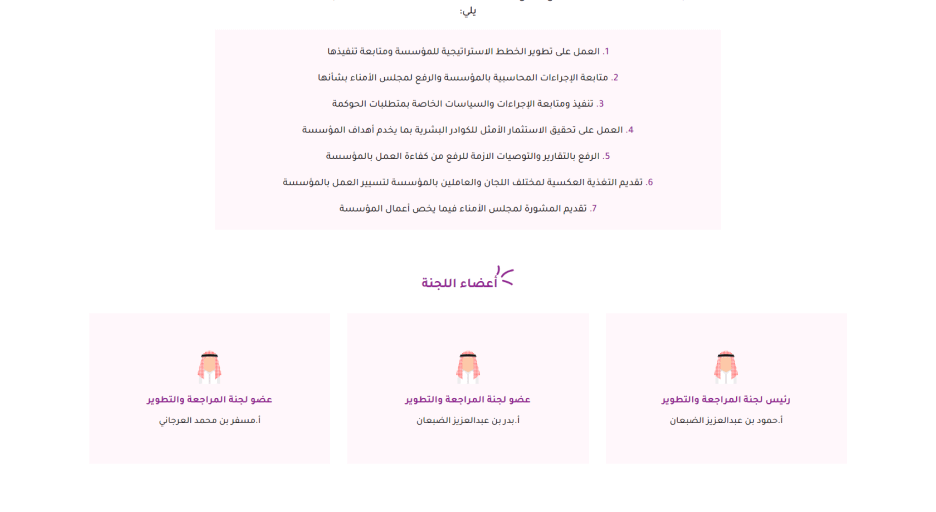 يلي:
1. العمل على تطوير الخطط الاستراتيجية للمؤسسة ومتابعة تنفيذها
2. متابعة الإجراءات المحاسبية بالمؤسسة والرفع لمجلس الأمناء بشأنها
3. تنفيذ ومتابعة الإجراءات والسياسات الخاصة بمتطلبات الحوكمة
4. العمل على تحقيق الاستثمار الأمثل للكوادر البشرية بما يخدم أهداف المؤسسة
5. الرفع بالتقارير والتوصيات الازمة للرفع من كفاءة العمل بالمؤسسة
6. تقديم التغذية العكسية لمختلف اللجان والعاملين بالمؤسسة لتسيير العمل بالمؤسسة
7. تقديم المشورة لمجلس الأمناء فيما يخص أعمال المؤسسة
أعضاء اللجنة
رئيس لجنة المراجعة والتطوير
أ.حمود بن عبدالعزيز الضبعان
عضو لجنة المراجعة والتطوير
أ.بدر بن عبدالعزيز الضبعان
عضو لجنة المراجعة والتطوير
أ.مسفر بن محمد العرجاني